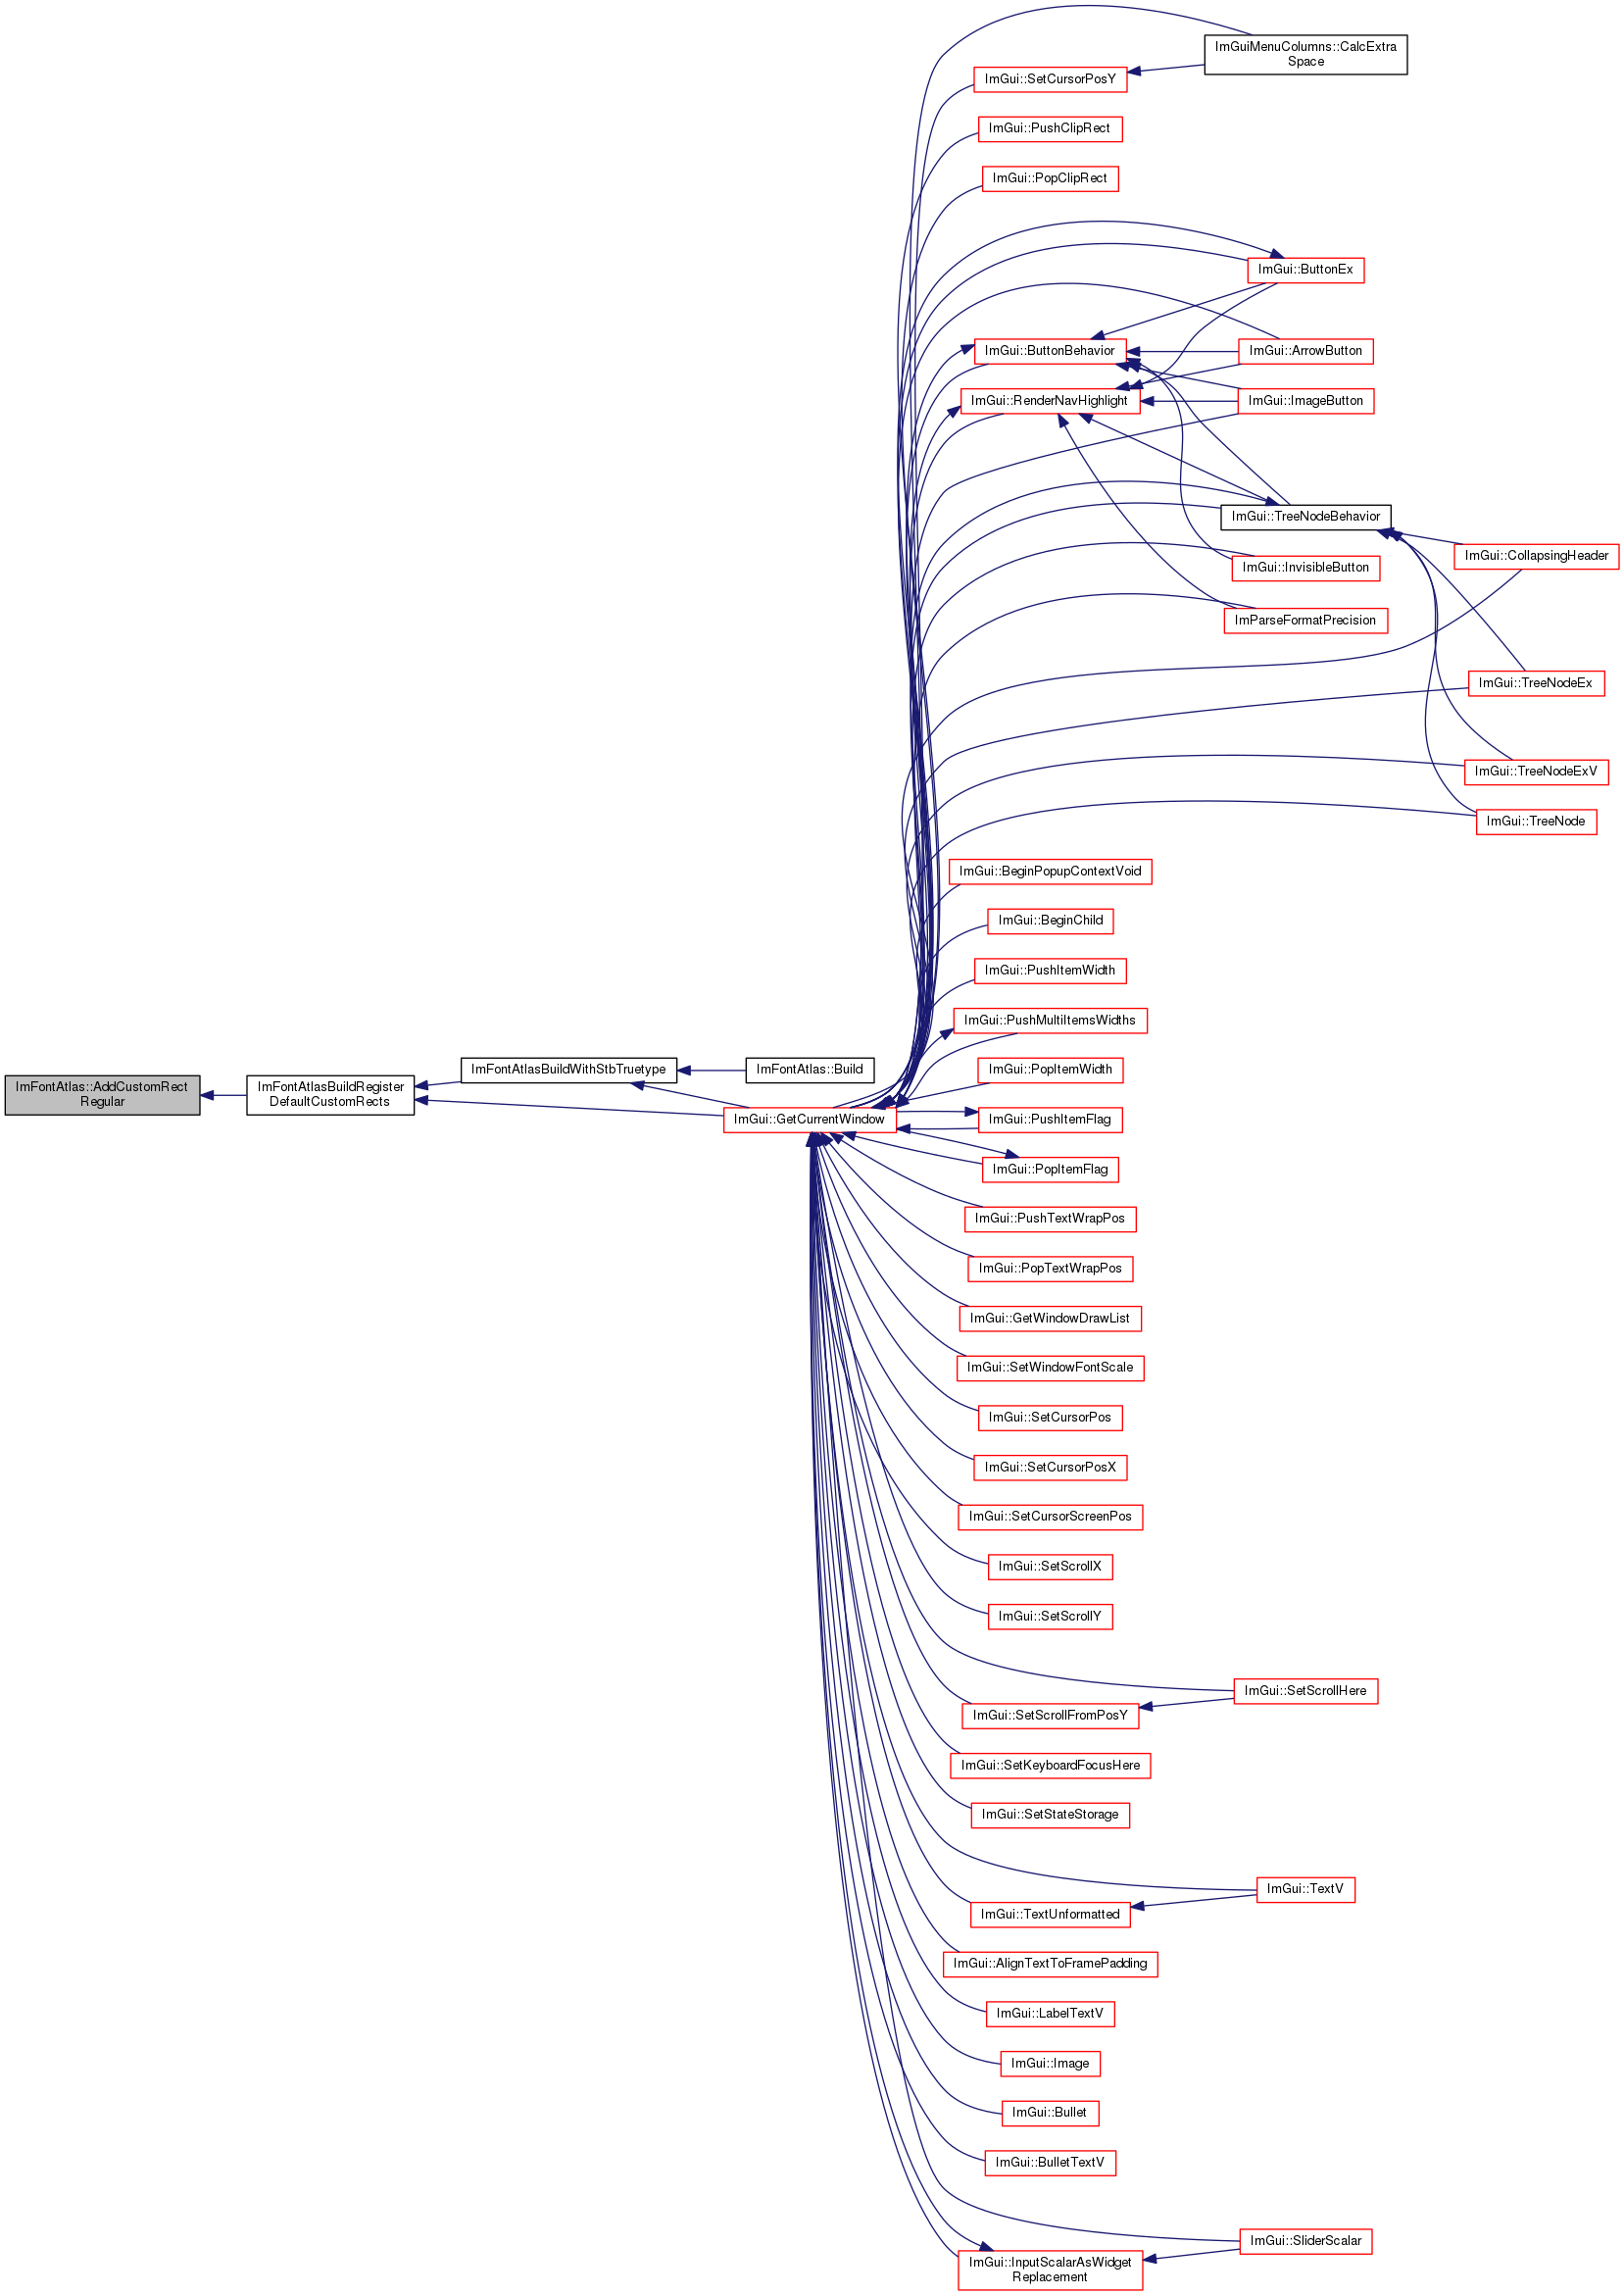 ImGuiMenuColumns::CalcExtra
Space
ImGui::SetCursorPosY
ImGui::PushClipRect
ImGui::PopClipRect
ImGui::ButtonEx
ImGui::ButtonBehavior
ImGui::ArrowButton
ImGui::RenderNavHighlight
ImGui::ImageButton
ImGui::TreeNodeBehavior
ImGui::CollapsingHeader
ImGui::InvisibleButton
ImParseFormatPrecision
ImGui::TreeNodeEx
ImGui::TreeNodeExV
ImGui::TreeNode
ImGui::BeginPopupContextVoid
ImGui::BeginChild
ImGui::PushItemWidth
ImGui::PushMultiItemsWidths
ImGui::PopItemWidth
ImFontAtlas::AddCustomRect
Regular
ImFontAtlasBuildRegister
DefaultCustomRects
ImFontAtlasBuildWithStbTruetype
ImFontAtlas::Build
ImGui::GetCurrentWindow
ImGui::PushItemFlag
ImGui::PopItemFlag
ImGui::PushTextWrapPos
ImGui::PopTextWrapPos
ImGui::GetWindowDrawList
ImGui::SetWindowFontScale
ImGui::SetCursorPos
ImGui::SetCursorPosX
ImGui::SetCursorScreenPos
ImGui::SetScrollX
ImGui::SetScrollY
ImGui::SetScrollHere
ImGui::SetScrollFromPosY
ImGui::SetKeyboardFocusHere
ImGui::SetStateStorage
ImGui::TextV
ImGui::TextUnformatted
ImGui::AlignTextToFramePadding
ImGui::LabelTextV
ImGui::Image
ImGui::Bullet
ImGui::BulletTextV
ImGui::SliderScalar
ImGui::InputScalarAsWidget
Replacement